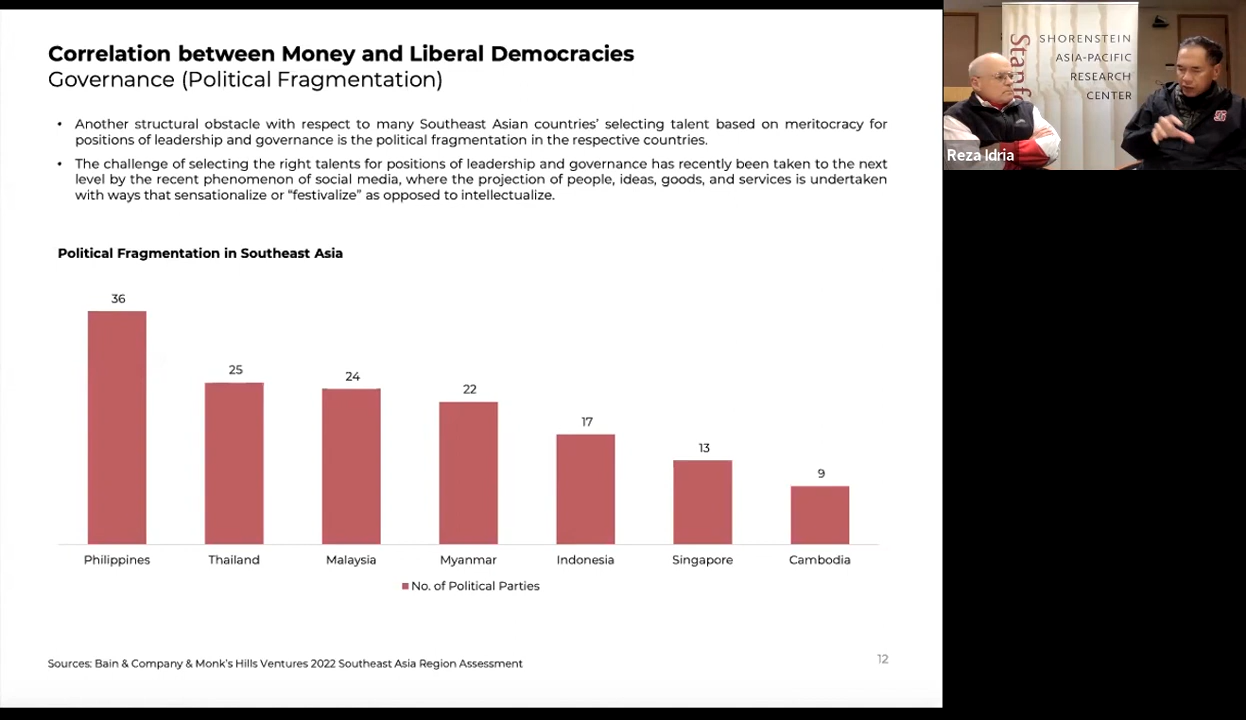 Correlation between Money and Liberal Democracies
Governance (Political Fragmentation)
• Another structural obstacle with respect to many Southeast Asian countries' selecting talent based on meritocracy for
positions of leadership and governance is the political fragmentation in the respective countries.
• The challenge of selecting the right talents for positions of leadership and governance has recently been taken to the next
level by the recent phenomenon of social media, where the projection of people, ideas, goods, and services is undertaken
with ways that sensationalize or “festivalize” as opposed to intellectualize.
Political Fragmentation in Southeast Asia
36
25
24
22
17
13
9
Philippines
Thailand
Malaysia
Myanmar
Indonesia
Singapore
Cambodia
No. of Political Parties
Sources: Bain & Company & Monk's Hills Ventures 2022 Southeast Asia Region Assessment
12
Stanf
SHORENSTEIN
ASIA-PACIFIC
RESEARCH
CENTER
Reza Idria